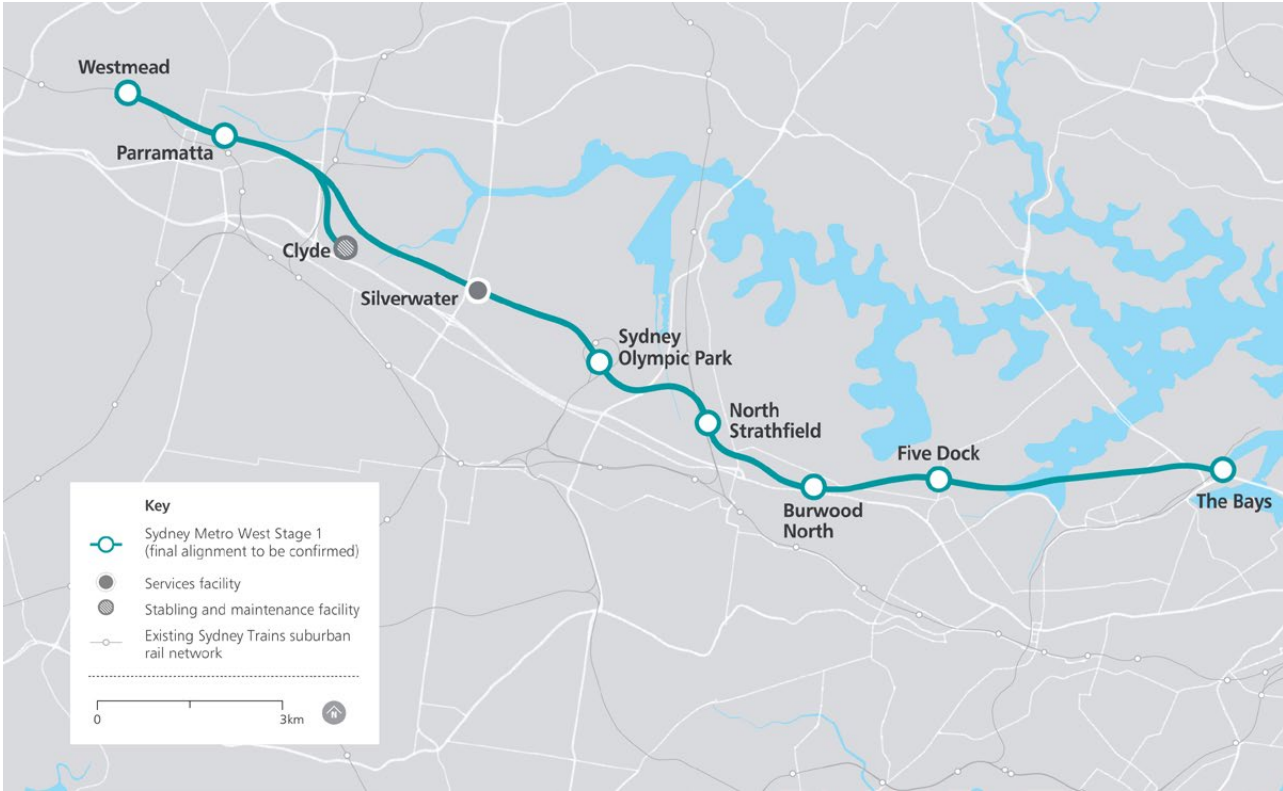 Westmead
Parramatta
Clyde
Silverwater
Sydney
Olympic Park
North
Strathfield
Five Dock
Burwood
North
The Bays
Key
Sydney Metro West Stage 1
(final alignment to be confirmed)
Services facility
Stabling and maintenance facility
Existing Sydney Trains suburban
rail network
0 3km
N